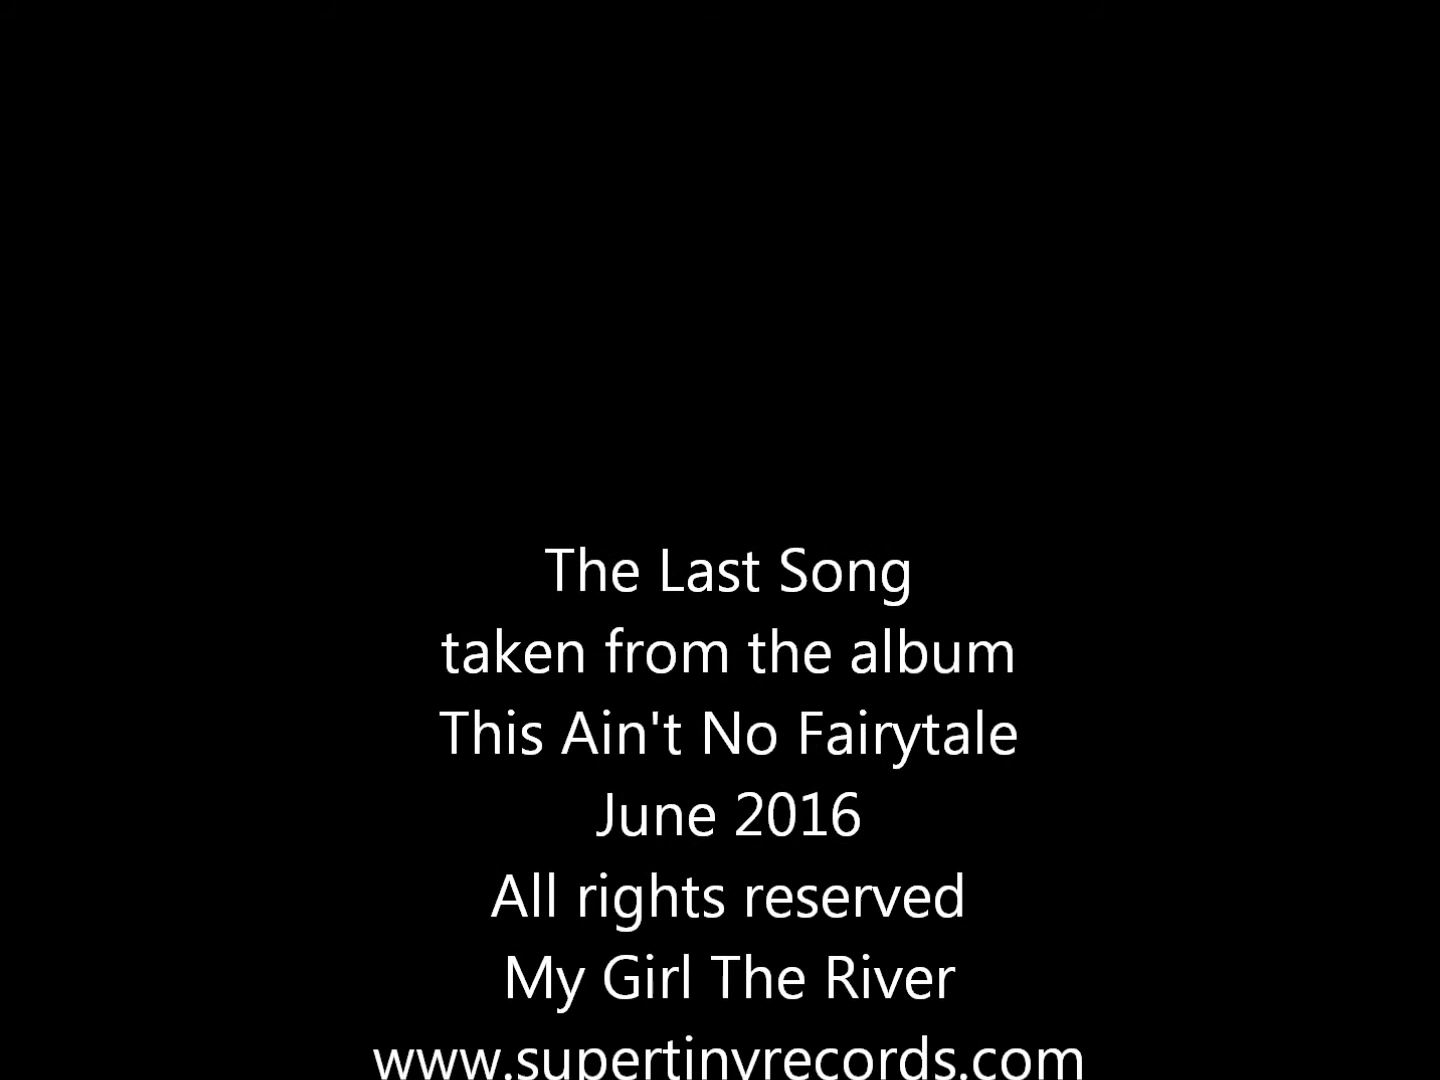 The Last Song
taken from the album
This Ain't No Fairytale
June 2016
All rights reserved
My Girl The River
www.supertinyrecords.com